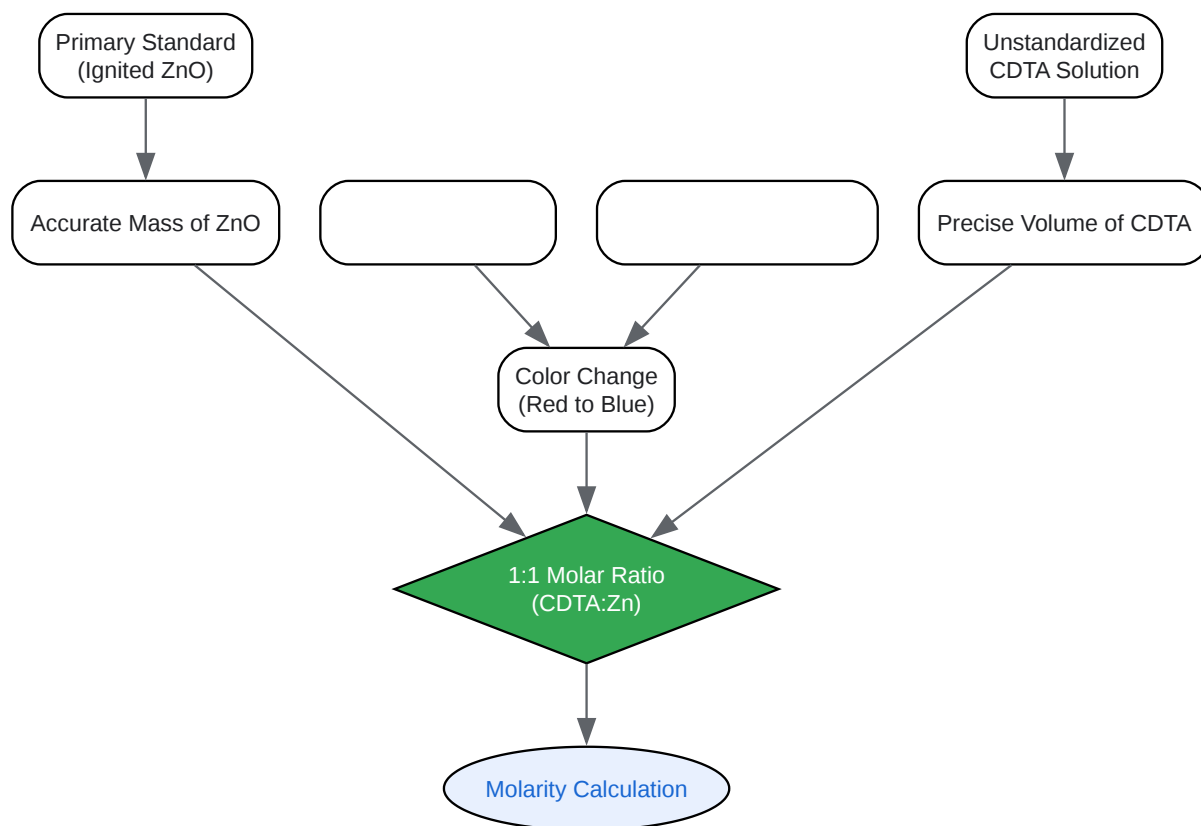 Primary Standard
(Ignited ZnO)
Unstandardized
CDTA Solution
Accurate Mass of ZnO
Precise Volume of CDTA
Color Change
(Red to Blue)
1:1 Molar Ratio
(CDTA:Zn)
Molarity Calculation